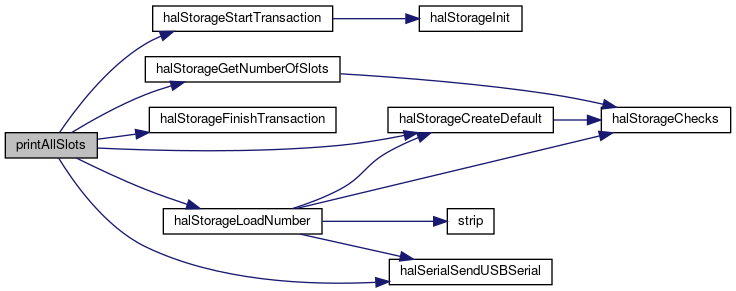 halStorageStartTransaction
halStorageInit
halStorageGetNumberOfSlots
halStorageFinishTransaction
halStorageCreateDefault
halStorageChecks
printAllSlots
halStorageLoadNumber
strip
halSerialSendUSBSerial